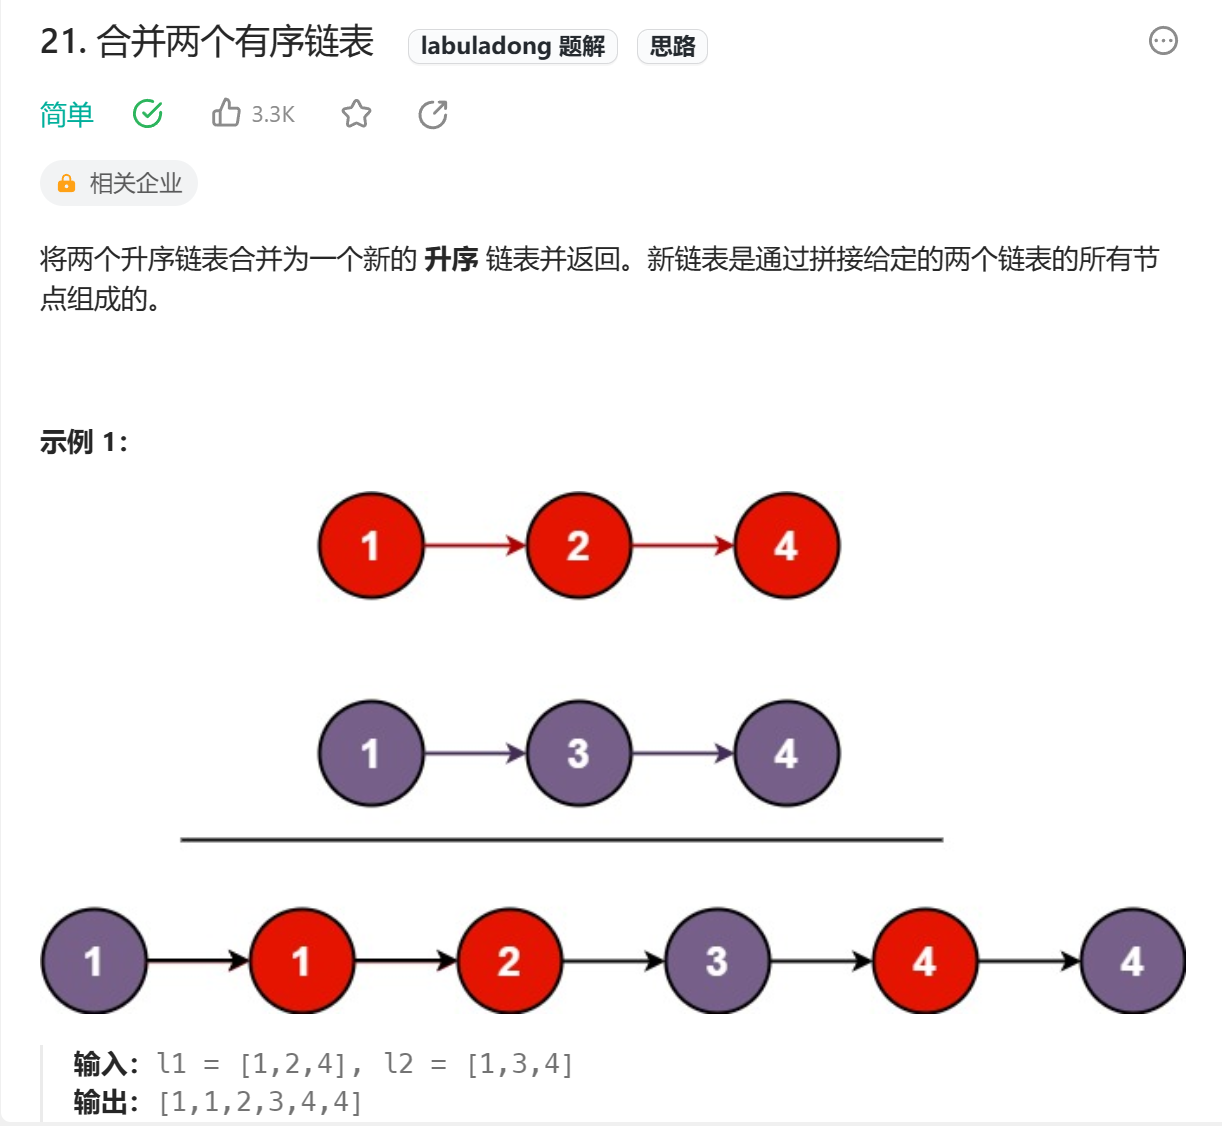 21. 合并两个有序链表 labuladong 题解 思路
简单 3.3K
相关企业
将两个升序链表合并为一个新的 升序 链表并返回。新链表是通过拼接给定的两个链表的所有节
点组成的。
示例 1：
1 2 4
1 3 4
1 1 2 3 4 4
输入：l1 = [1,2,4], l2 = [1,3,4]
输出：[1,1,2,3,4,4]